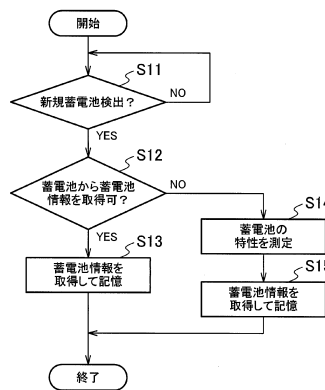 開始
S11
新規蓄電池検出？
NO
YES
S12
蓄電池から蓄電池
情報を取得可？
NO
YES
S13
蓄電池情報を
取得して記憶
S14
蓄電池の
特性を測定
S15
蓄電池情報を
取得して記憶
終了